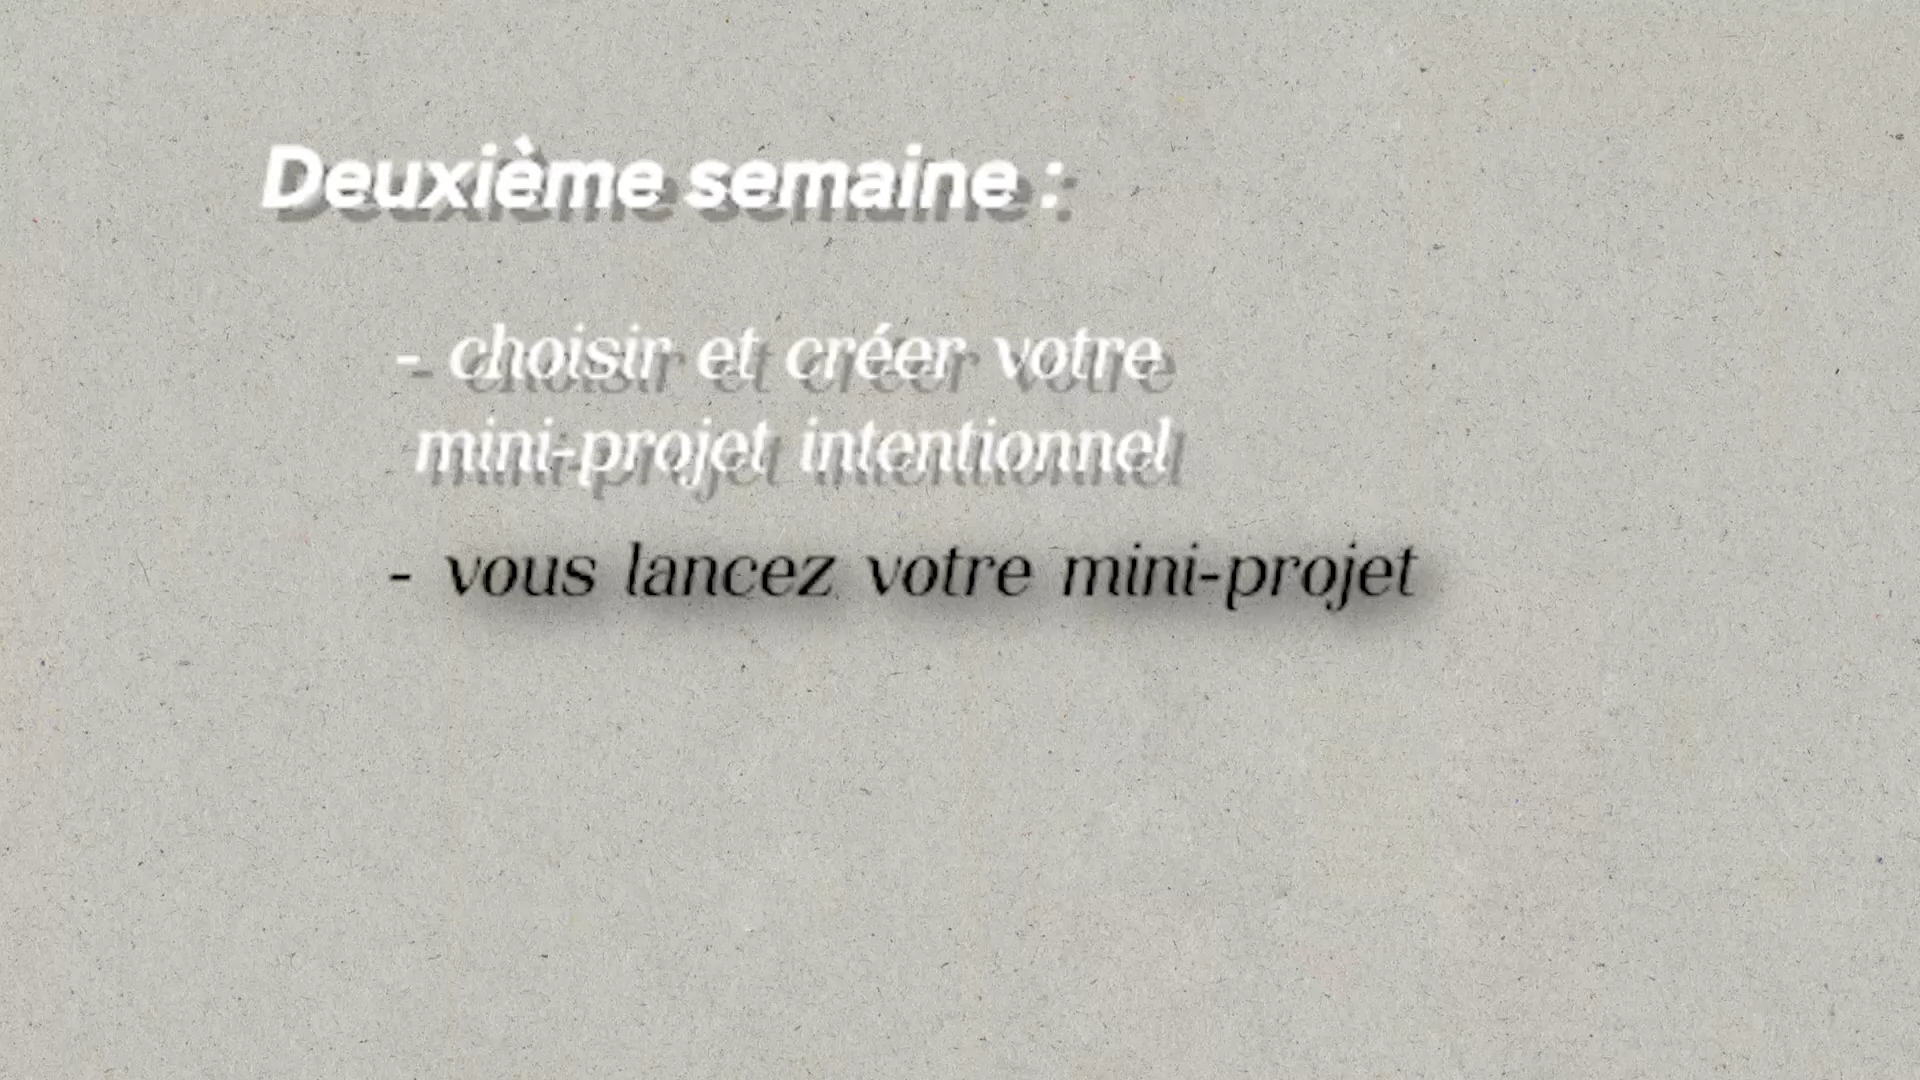 Deuxième semaine :
- choisir et créer votre
mini-projet intentionnel
- vous lancez votre mini-projet